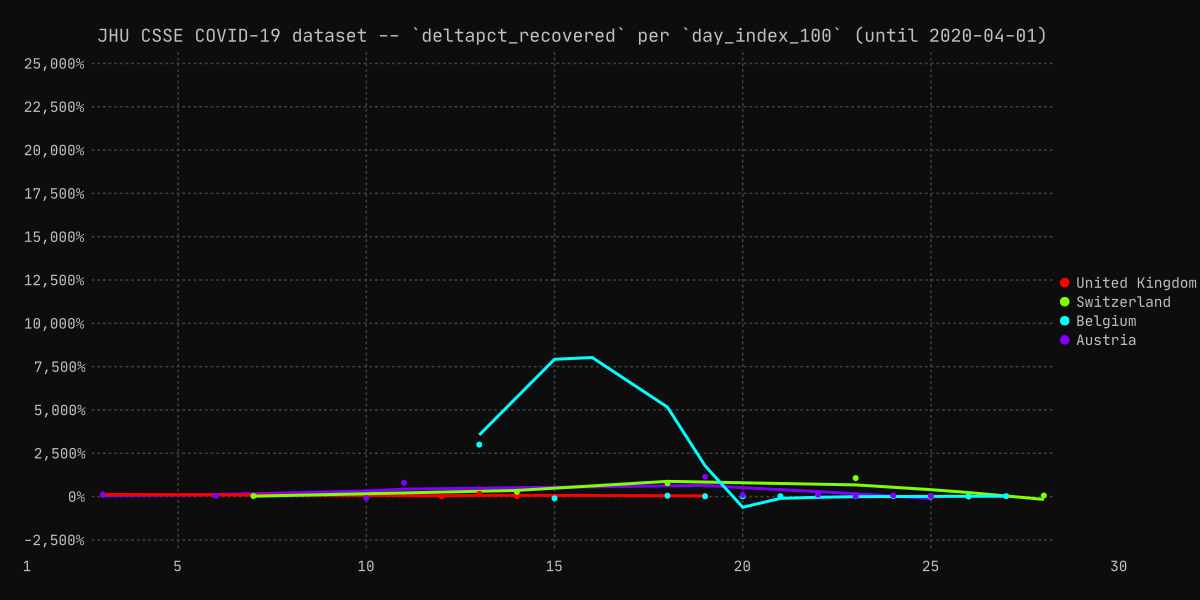 JHU CSSE COVID-19 dataset -- `deltapct_recovered` per `day_index_100` (until 2020-04-01)
25,000%
22,500%
20,000%
17,500%
15,000%
12,500%
10,000%
7,500%
5,000%
2,500%
0%
-2,500%
1 5 10 15 20 25 30
United Kingdom
Switzerland
Belgium
Austria